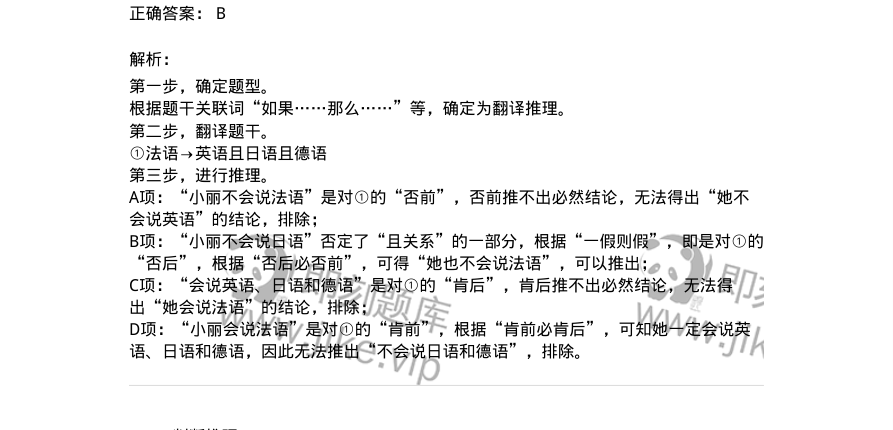 正确答案： B
解析：
第一步，确定题型。
根据题干关联词“如果……那么……”等，确定为翻译推理。
第二步，翻译题干。
①法语→英语且日语且德语
第三步，进行推理。
A项：“小丽不会说法语”是对①的“否前”，否前推不出必然结论，无法得出“她不
会说英语”的结论，排除；
B项：“小丽不会说日语”否定了“且关系”的一部分，根据“一假则假”，即是对①的
“否后”，根据“否后必否前”，可得“她也不会说法语”，可以推出；
C项：“会说英语、日语和德语”是对①的“肯后”，肯后推不出必然结论，无法得
出“她会说法语”的结论，排除；
D项：“小丽会说法语”是对①的“肯前”，根据“肯前必肯后”，可知她一定会说英
语、日语和德语，因此无法推出“不会说日语和德语”，排除。
即刻题库
www.jike.vip
即刻
www.jike